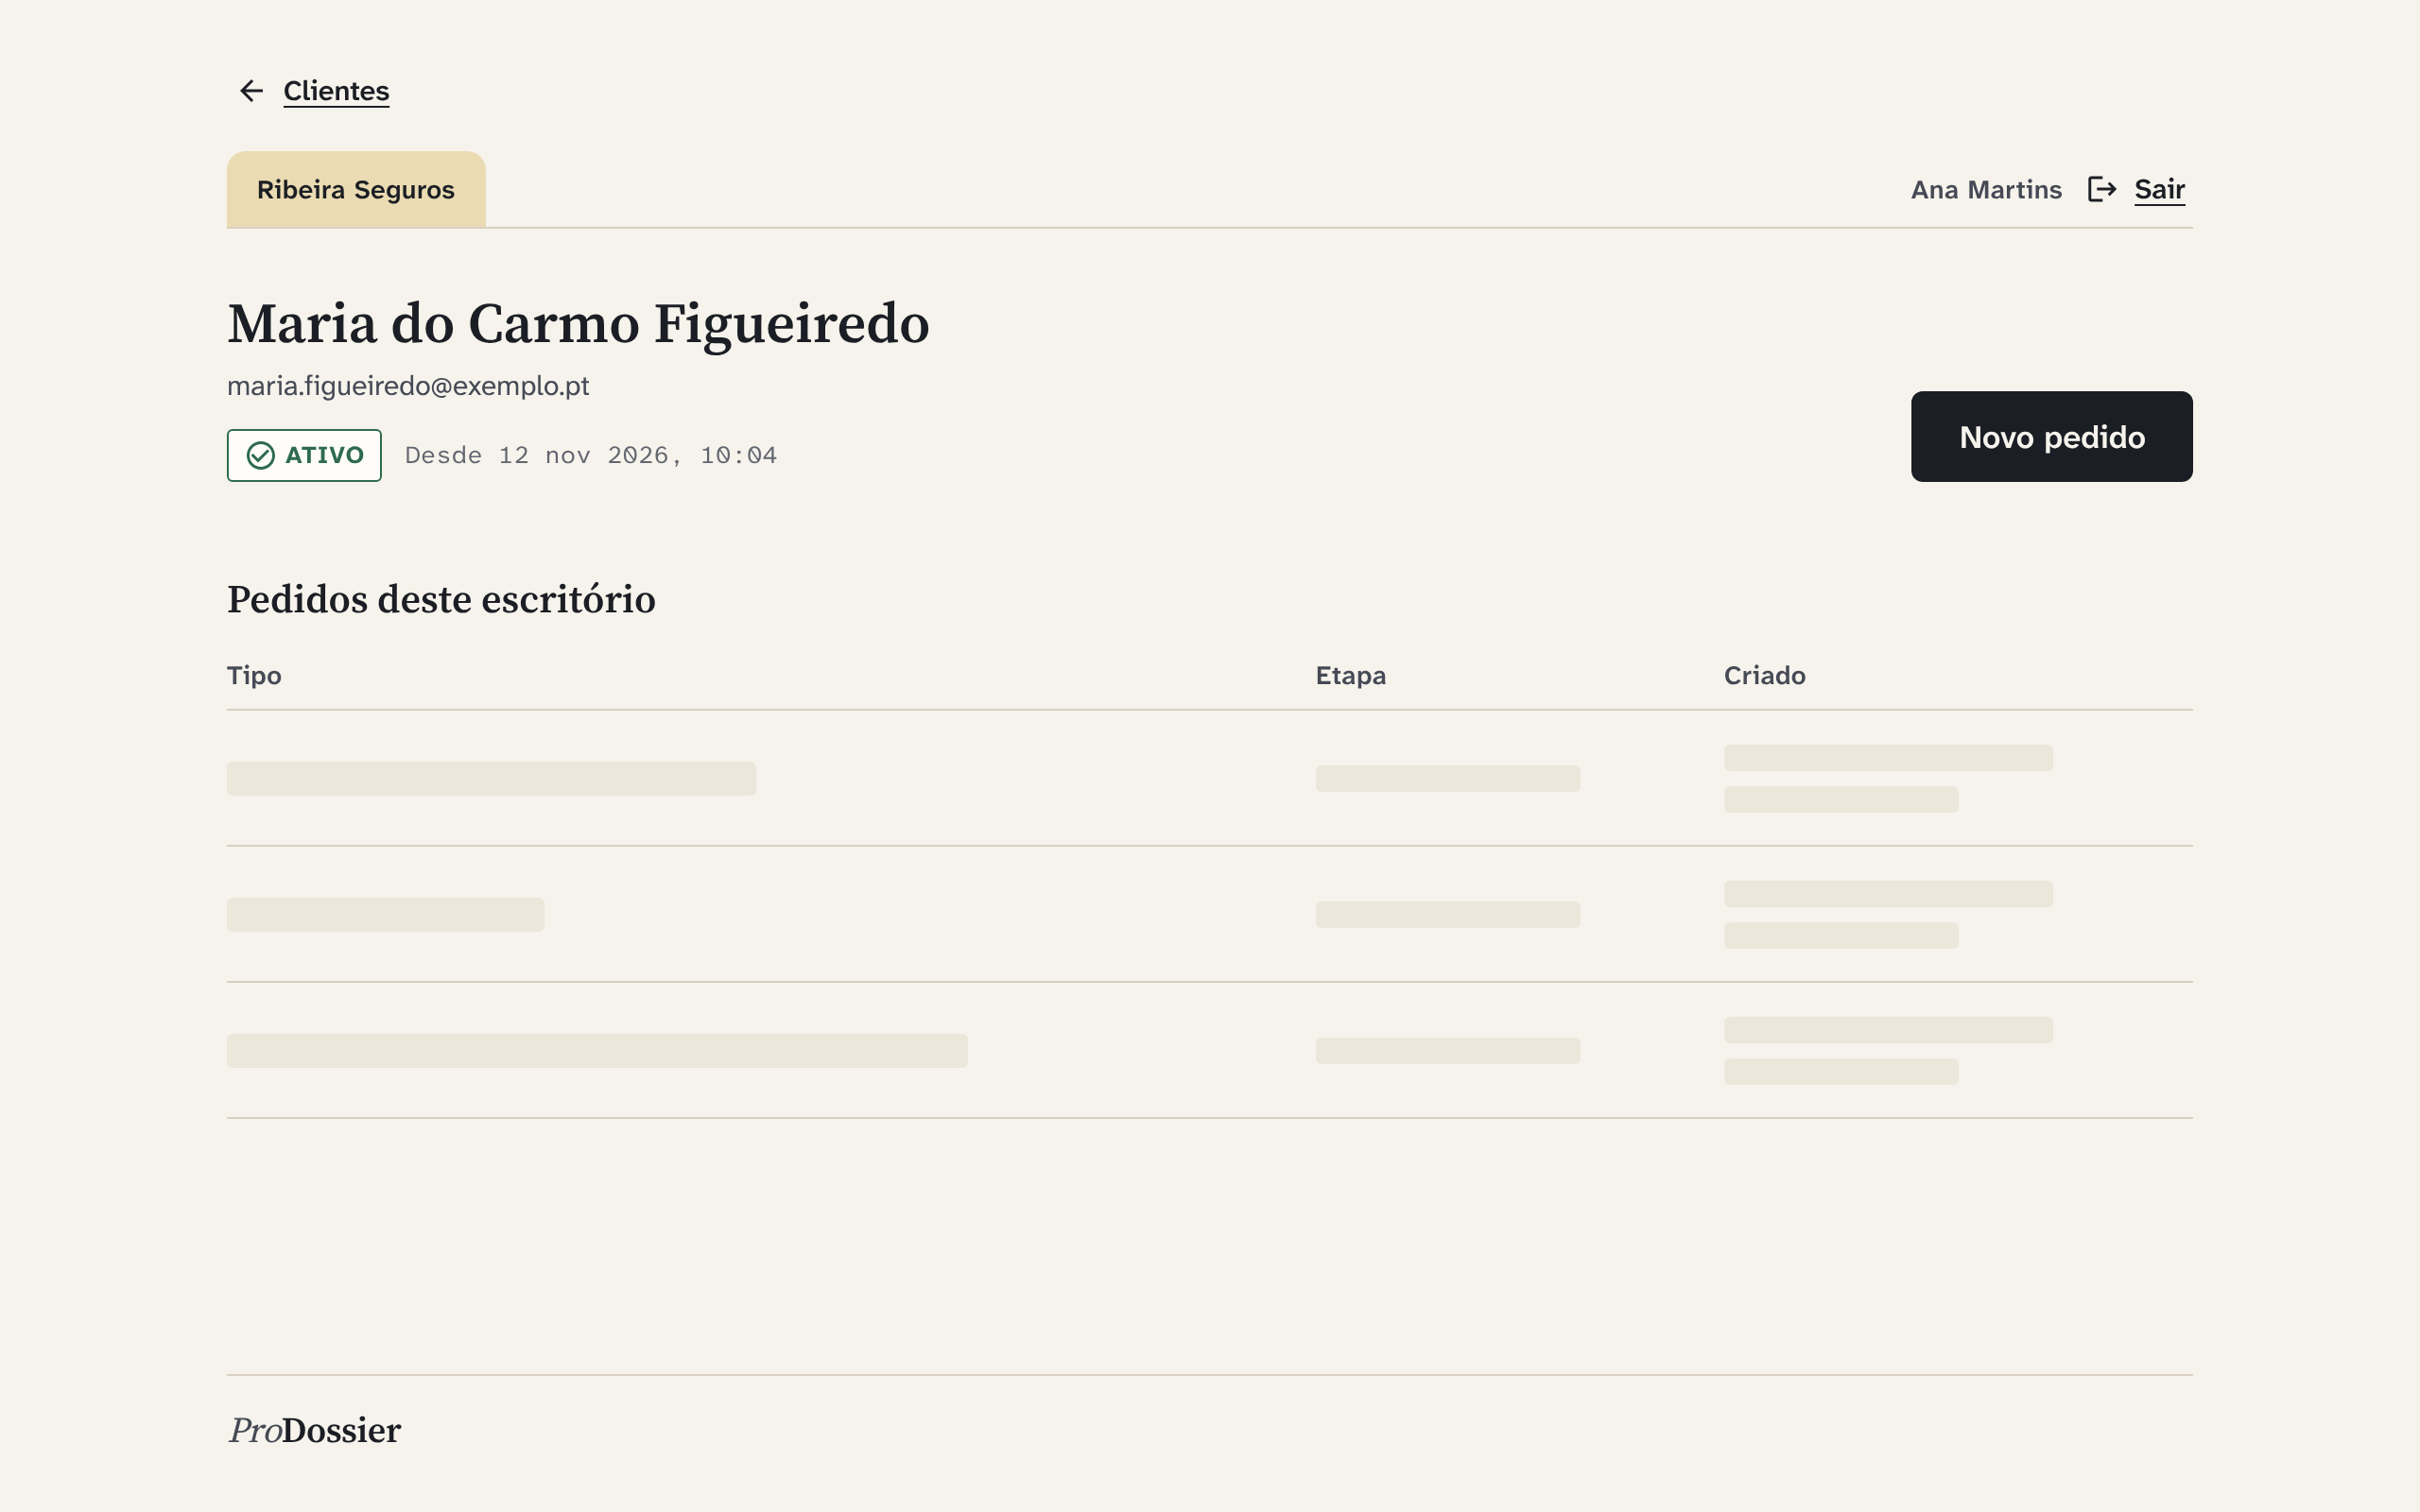 Clientes
Ribeira Seguros
Ana Martins Sair
Maria do Carmo Figueiredo
maria.figueiredo@exemplo.pt
ATIVO Desde 12 nov 2026, 10:04
Novo pedido
Pedidos deste escritório
Tipo Etapa Criado
ProDossier